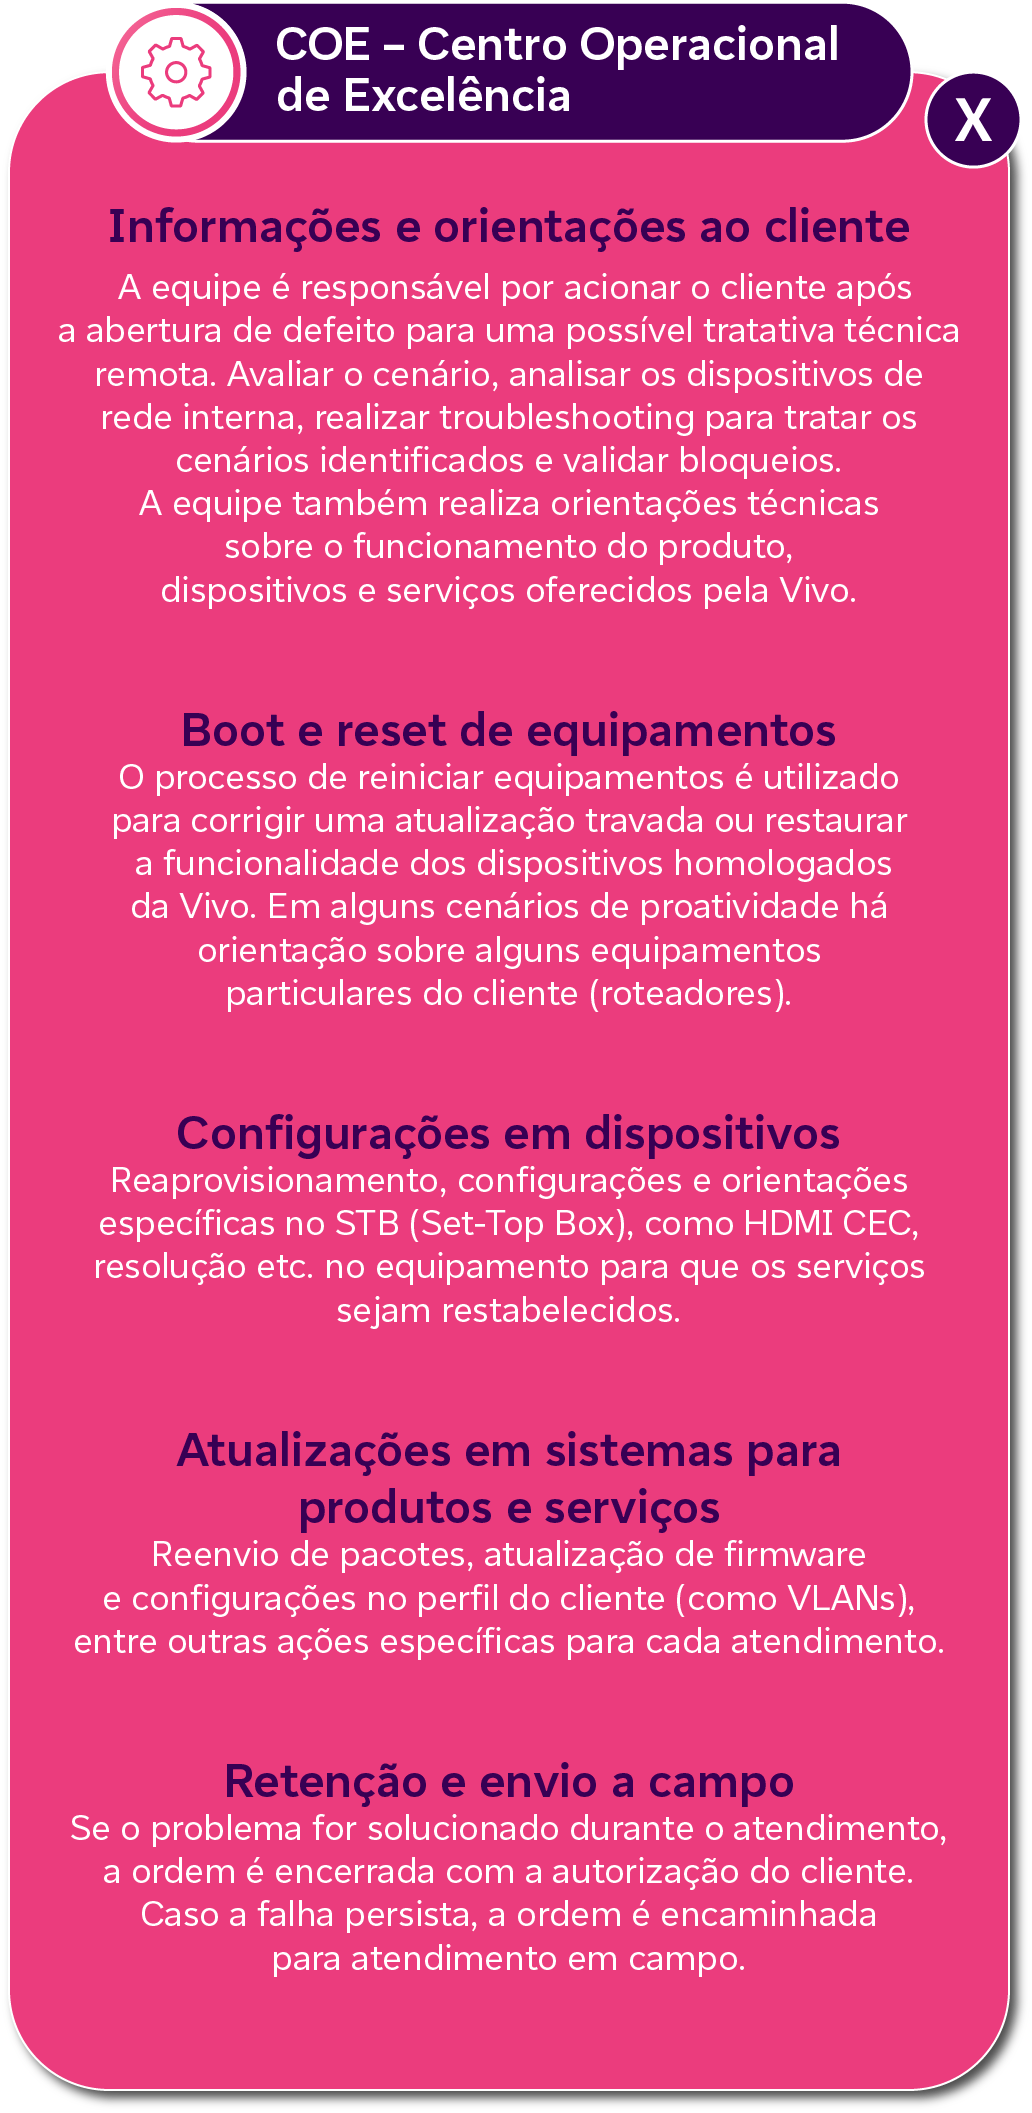 COE – Centro Operacional
de Excelência
X
Informações e orientações ao cliente
A equipe é responsável por acionar o cliente após
a abertura de defeito para uma possível tratativa técnica
remota. Avaliar o cenário, analisar os dispositivos de
rede interna, realizar troubleshooting para tratar os
cenários identificados e validar bloqueios.
A equipe também realiza orientações técnicas
sobre o funcionamento do produto,
dispositivos e serviços oferecidos pela Vivo.
Boot e reset de equipamentos
O processo de reiniciar equipamentos é utilizado
para corrigir uma atualização travada ou restaurar
a funcionalidade dos dispositivos homologados
da Vivo. Em alguns cenários de proatividade há
orientação sobre alguns equipamentos
particulares do cliente (roteadores).
Configurações em dispositivos
Reaprovisionamento, configurações e orientações
específicas no STB (Set-Top Box), como HDMI CEC,
resolução etc. no equipamento para que os serviços
sejam restabelecidos.
Atualizações em sistemas para
produtos e serviços
Reenvio de pacotes, atualização de firmware
e configurações no perfil do cliente (como VLANs),
entre outras ações específicas para cada atendimento.
Retenção e envio a campo
Se o problema for solucionado durante o atendimento,
a ordem é encerrada com a autorização do cliente.
Caso a falha persista, a ordem é encaminhada
para atendimento em campo.